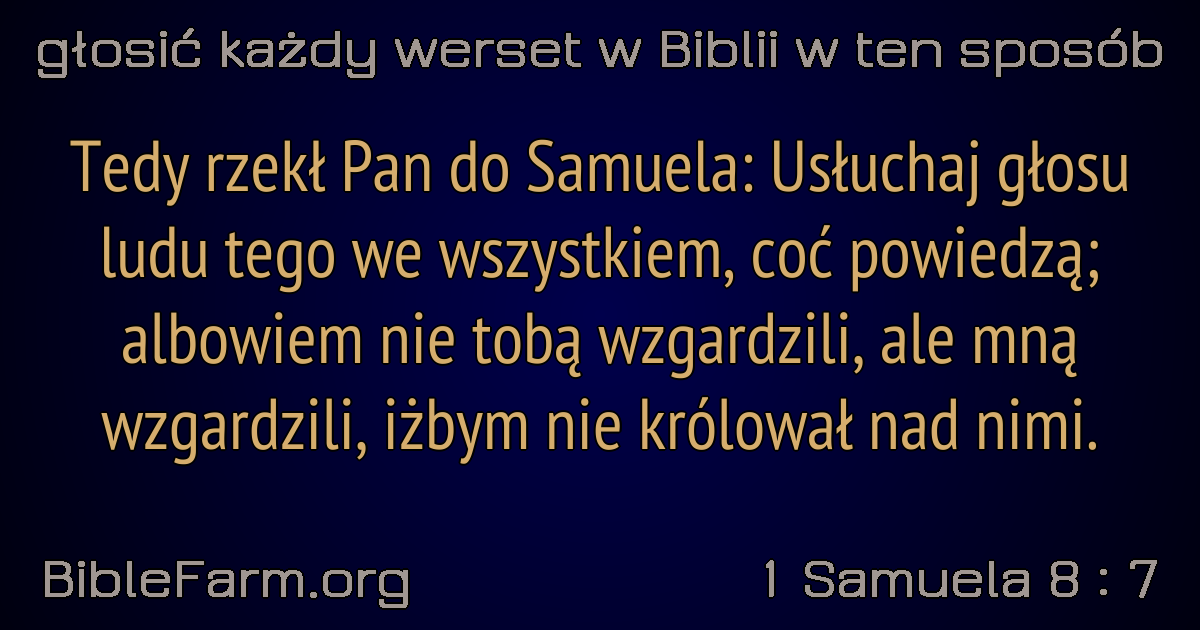 głosić każdy werset w Biblii w ten sposób
Tedy rzekł Pan do Samuela: Usłuchaj głosu
ludu tego we wszystkiem, coć powiedzą;
albowiem nie tobą wzgardzili, ale mną
wzgardzili, iżbym nie królował nad nimi.
BibleFarm.org
1 Samuela 8 : 7